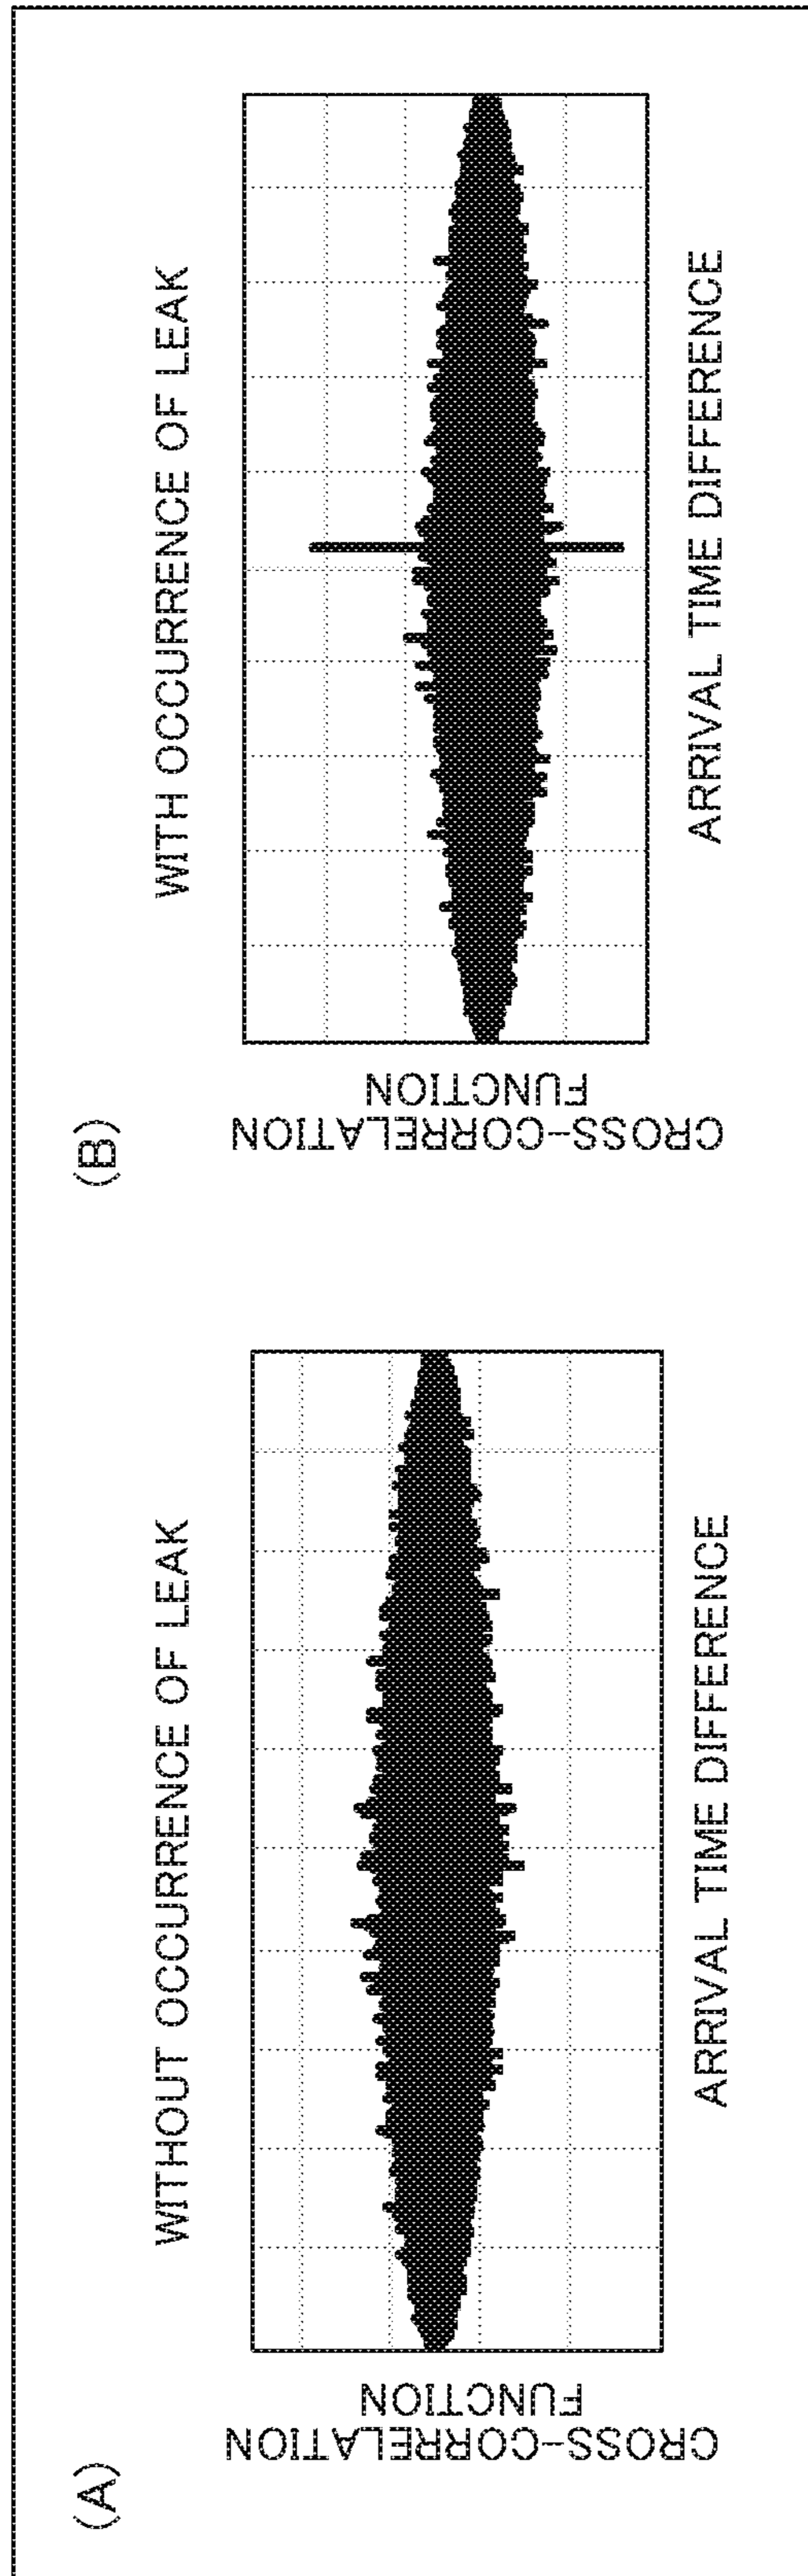 (A)
WITHOUT OCCURRENCE OF LEAK
CROSS-CORRELATION
FUNCTION
ARRIVAL TIME DIFFERENCE
(B)
WITH OCCURRENCE OF LEAK
CROSS-CORRELATION
FUNCTION
ARRIVAL TIME DIFFERENCE